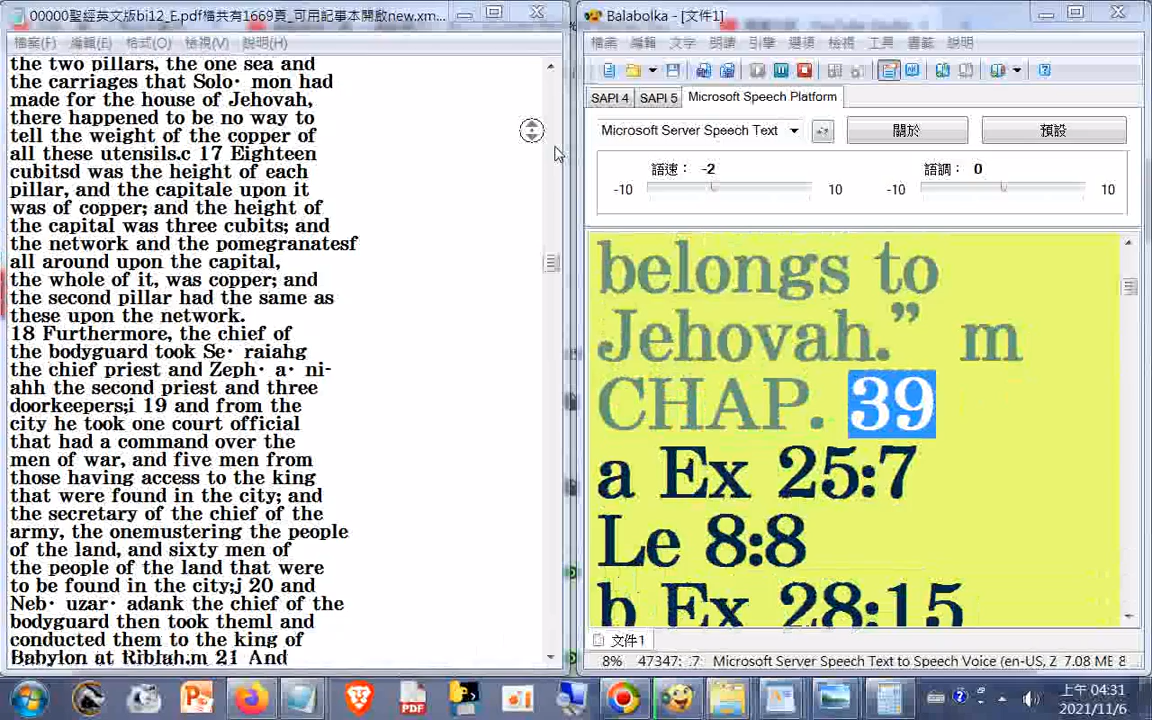 00000聖經英文版bi12_E.pdf檔共有1669頁_可用記事本開啟new.xm...
檔案(F) 編輯(E) 格式(O) 檢視(V) 說明(H)
the two pillars, the one sea and
the carriages that Solo· mon had
made for the house of Jehovah,
there happened to be no way to
tell the weight of the copper of
all these utensils.c 17 Eighteen
cubitsd was the height of each
pillar, and the capitale upon it
was of copper; and the height of
the capital was three cubits; and
the network and the pomegranatesf
all around upon the capital,
the whole of it, was copper; and
the second pillar had the same as
these upon the network.
18 Furthermore, the chief of
the bodyguard took Se· raiahg
the chief priest and Zeph· a· ni-
ahh the second priest and three
doorkeepers;i 19 and from the
city he took one court official
that had a command over the
men of war, and five men from
those having access to the king
that were found in the city; and
the secretary of the chief of the
army, the onemustering the people
of the land, and sixty men of
the people of the land that were
to be found in the city;j 20 and
Neb· uzar· adank the chief of the
bodyguard then took theml and
conducted them to the king of
Babylon at Riblah.m 21 And
Balabolka - [文件1]
檔案 編輯 文字 朗讀 引擎 選項 檢視 工具 書籤 說明
SAPI 4 SAPI 5 Microsoft Speech Platform
Microsoft Server Speech Text 關於 預設
語速： -2 語調： 0
-10 10 -10 10
belongs to
Jehovah.” m
CHAP. 39
a Ex 25:7
Le 8:8
b Ex 28:15
文件1
8% 47347: .7: Microsoft Server Speech Text to Speech Voice (en-US, Z 7.08 MB 8
上午 04:31
2021/11/6